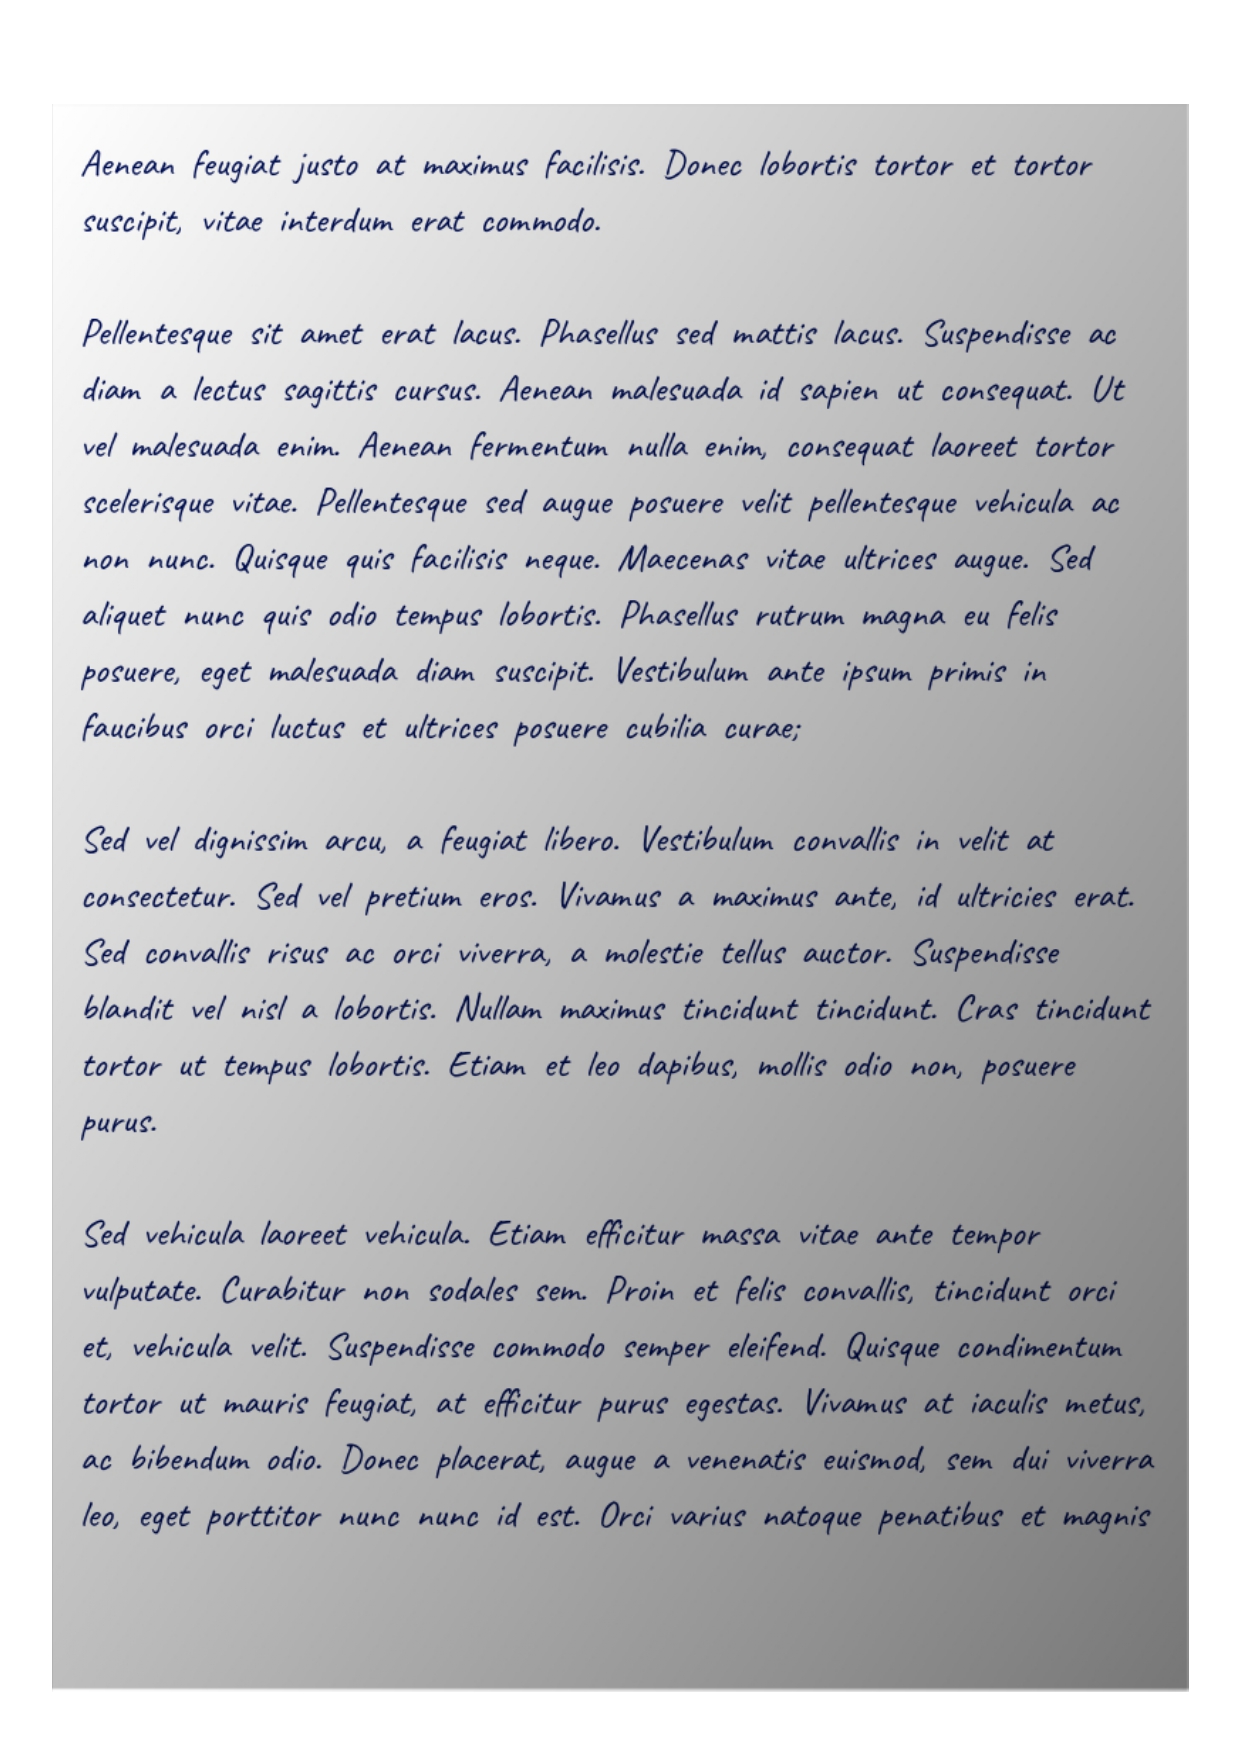 Aenean feugiat justo at maximus facilisis. Donec lobortis tortor et tortor
suscipit, vitae interdum erat commodo.
Pellentesque sit amet erat lacus. Phasellus sed mattis lacus. Suspendisse ac
diam a lectus sagittis cursus. Aenean malesuada id sapien ut consequat. Ut
vel malesuada enim. Aenean fermentum nulla enim, consequat laoreet tortor
scelerisque vitae. Pellentesque sed augue posuere velit pellentesque vehicula ac
non nunc. Quisque quis facilisis neque. Maecenas vitae ultrices augue. Sed
aliquet nunc quis odio tempus lobortis. Phasellus rutrum magna eu felis
posuere, eget malesuada diam suscipit. Vestibulum ante ipsum primis in
faucibus orci luctus et ultrices posuere cubilia curae;
Sed vel dignissim arcu, a feugiat libero. Vestibulum convallis in velit at
consectetur. Sed vel pretium eros. Vivamus a maximus ante, id ultricies erat.
Sed convallis risus ac orci viverra, a molestie tellus auctor. Suspendisse
blandit vel nisl a lobortis. Nullam maximus tincidunt tincidunt. Cras tincidunt
tortor ut tempus lobortis. Etiam et leo dapibus, mollis odio non, posuere
purus.
Sed vehicula laoreet vehicula. Etiam efficitur massa vitae ante tempor
vulputate. Curabitur non sodales sem. Proin et felis convallis, tincidunt orci
et, vehicula velit. Suspendisse commodo semper eleifend. Quisque condimentum
tortor ut mauris feugiat, at efficitur purus egestas. Vivamus at iaculis metus,
ac bibendum odio. Donec placerat, augue a venenatis euismod, sem dui viverra
leo, eget porttitor nunc nunc id est. Orci varius natoque penatibus et magnis